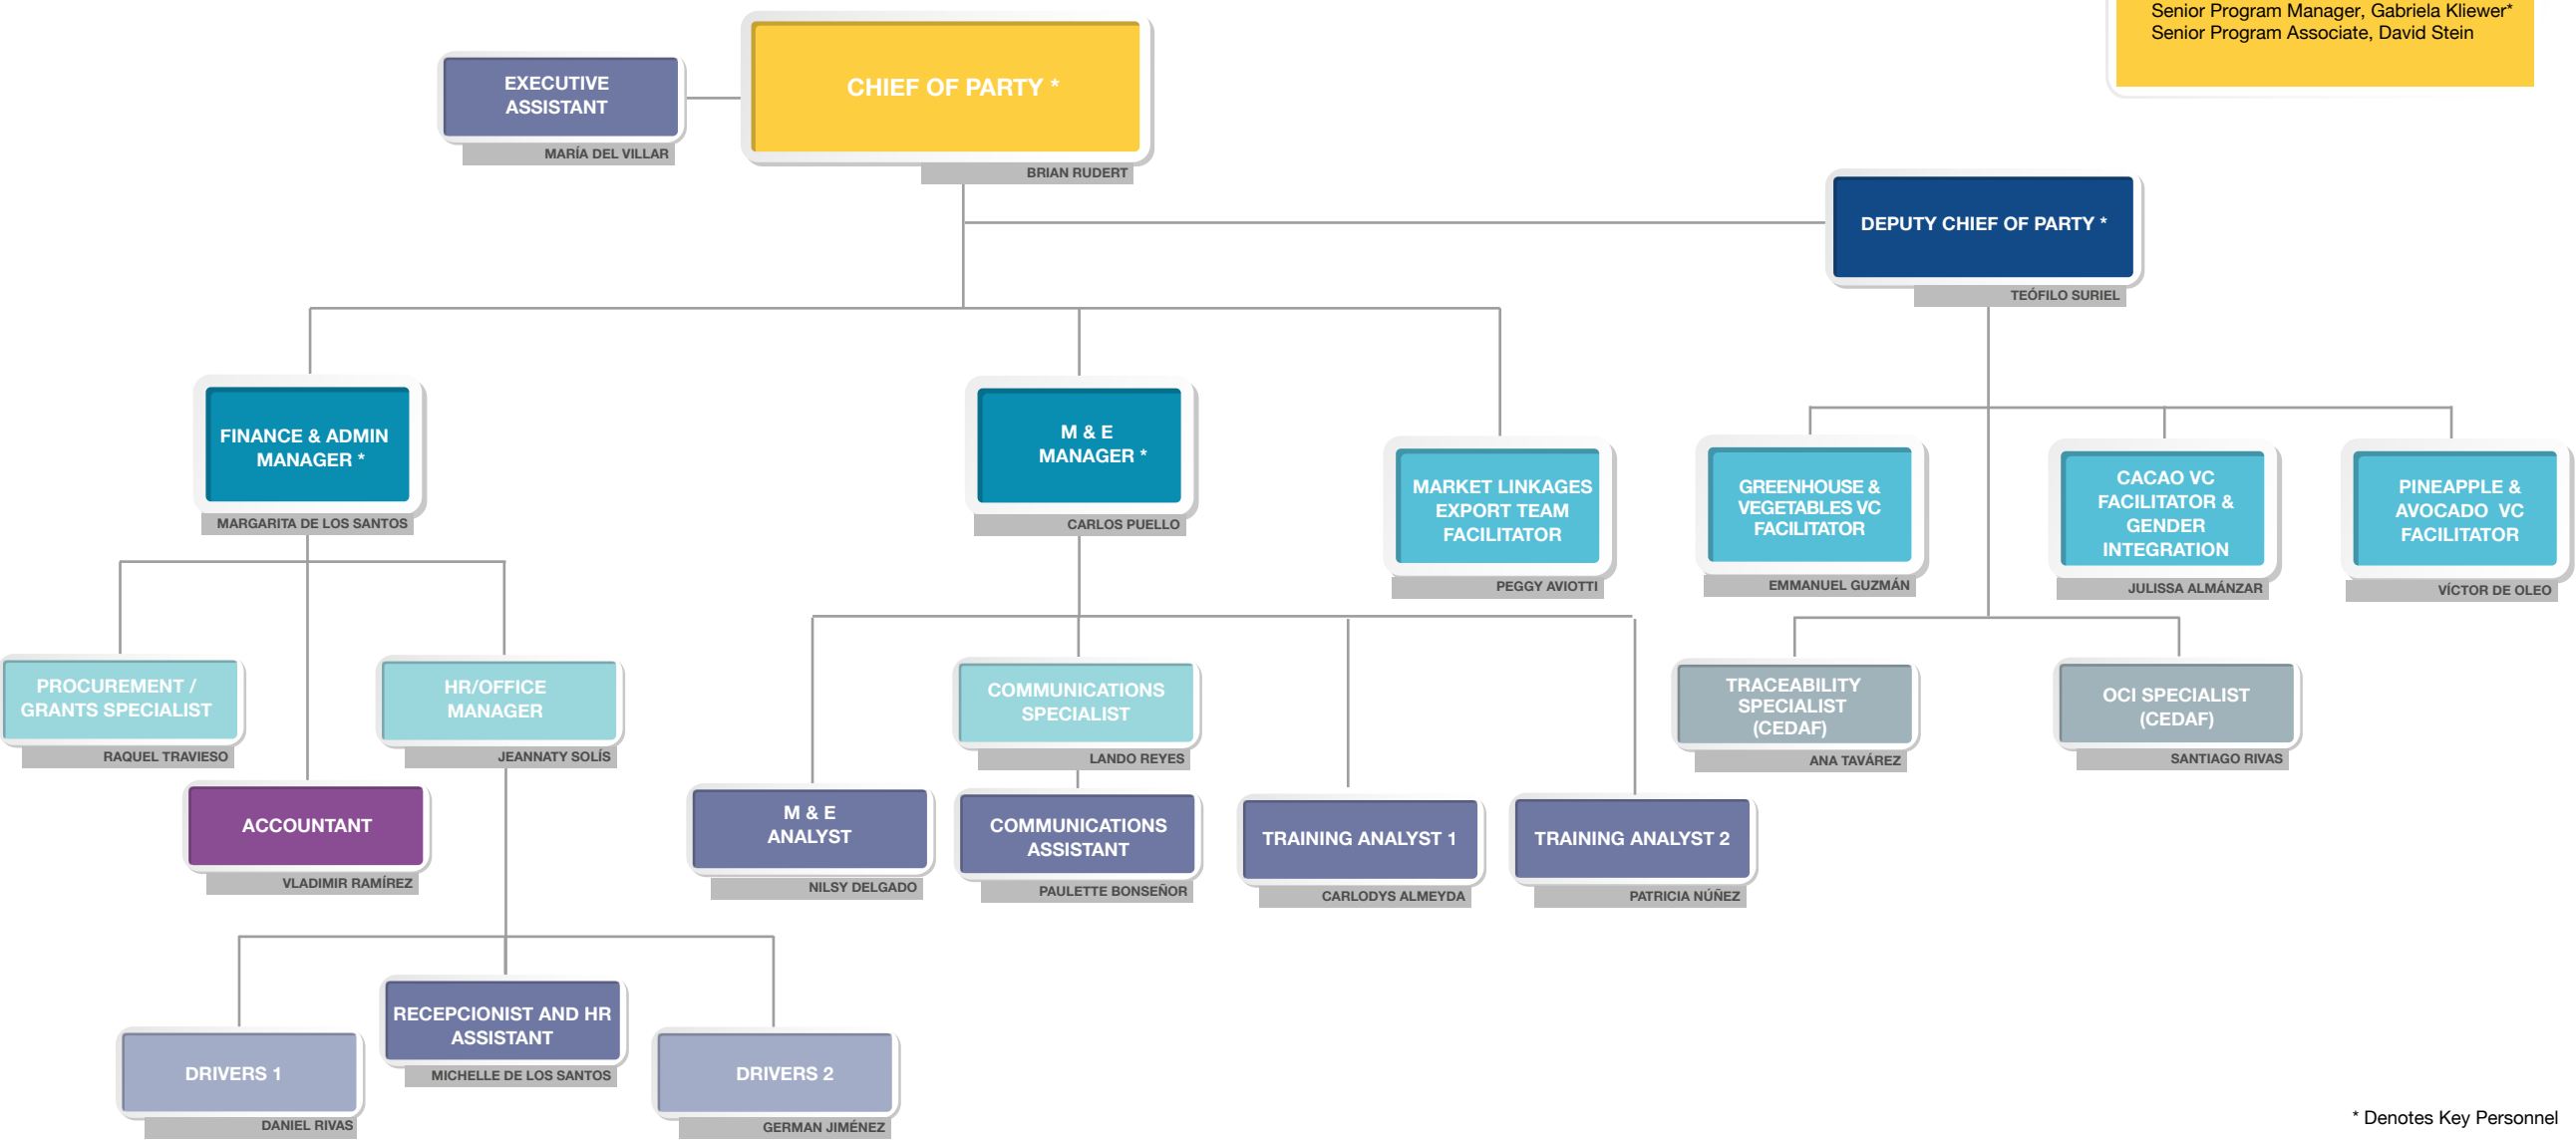 Senior Program Manager, Gabriela Kliewer*
Senior Program Associate, David Stein
EXECUTIVE
ASSISTANT
MARÍA DEL VILLAR
CHIEF OF PARTY *
BRIAN RUDERT
DEPUTY CHIEF OF PARTY *
TEÓFILO SURIEL
FINANCE & ADMIN
MANAGER *
MARGARITA DE LOS SANTOS
M & E
MANAGER *
CARLOS PUELLO
MARKET LINKAGES
EXPORT TEAM
FACILITATOR
PEGGY AVIOTTI
GREENHOUSE &
VEGETABLES VC
FACILITATOR
EMMANUEL GUZMÁN
CACAO VC
FACILITATOR &
GENDER
INTEGRATION
JULISSA ALMÁNZAR
PINEAPPLE &
AVOCADO VC
FACILITATOR
VÍCTOR DE OLEO
PROCUREMENT /
GRANTS SPECIALIST
RAQUEL TRAVIESO
HR/OFFICE
MANAGER
JEANNATY SOLÍS
COMMUNICATIONS
SPECIALIST
LANDO REYES
TRACEABILITY
SPECIALIST
(CEDAF)
ANA TAVÁREZ
OCI SPECIALIST
(CEDAF)
SANTIAGO RIVAS
ACCOUNTANT
VLADIMIR RAMÍREZ
M & E
ANALYST
NILSY DELGADO
COMMUNICATIONS
ASSISTANT
PAULETTE BONSEÑOR
TRAINING ANALYST 1
CARLODYS ALMEYDA
TRAINING ANALYST 2
PATRICIA NÚÑEZ
RECEPCIONIST AND HR
ASSISTANT
MICHELLE DE LOS SANTOS
DRIVERS 1
DANIEL RIVAS
DRIVERS 2
GERMAN JIMÉNEZ
* Denotes Key Personnel